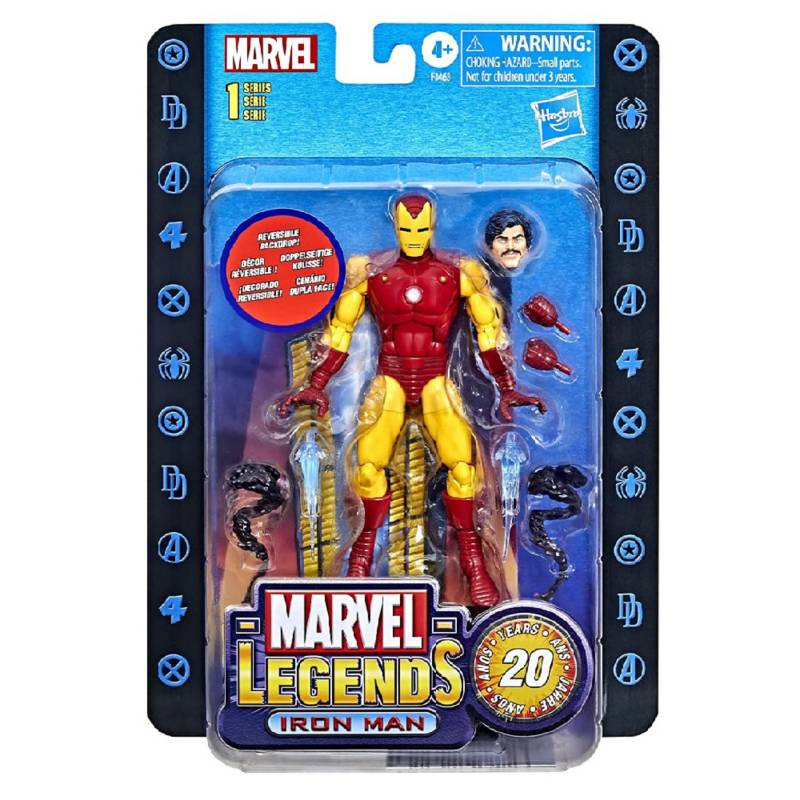 MARVEL
1 SERIES
SÉRIE
SERIE
4+
F3463
WARNING:
CHOKING HAZARD–Small parts.
Not for children under 3 years.
Hasbro
REVERSIBLE
BACKDROP!
DÉCOR
RÉVERSIBLE !
DOPPELSEITIGE
KULISSE!
¡DECORADO
REVERSIBLE!
CENÁRIO
DUPLA FACE!
MARVEL
LEGENDS
IRON MAN
20
YEARS • ANS • JAHRE • AÑOS • ANOS